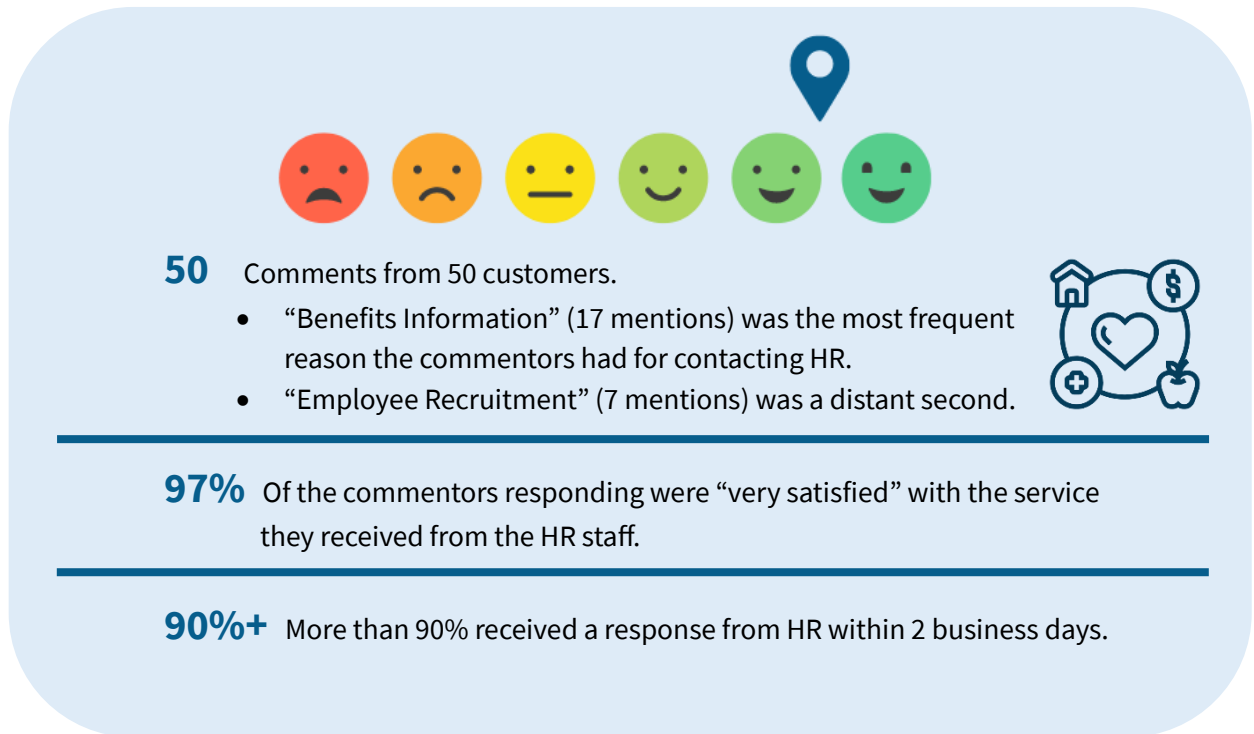 50 Comments from 50 customers.
• “Benefits Information” (17 mentions) was the most frequent
reason the commentors had for contacting HR.
• “Employee Recruitment” (7 mentions) was a distant second.
$
97% Of the commentors responding were “very satisfied” with the service
they received from the HR staff.
90%+ More than 90% received a response from HR within 2 business days.